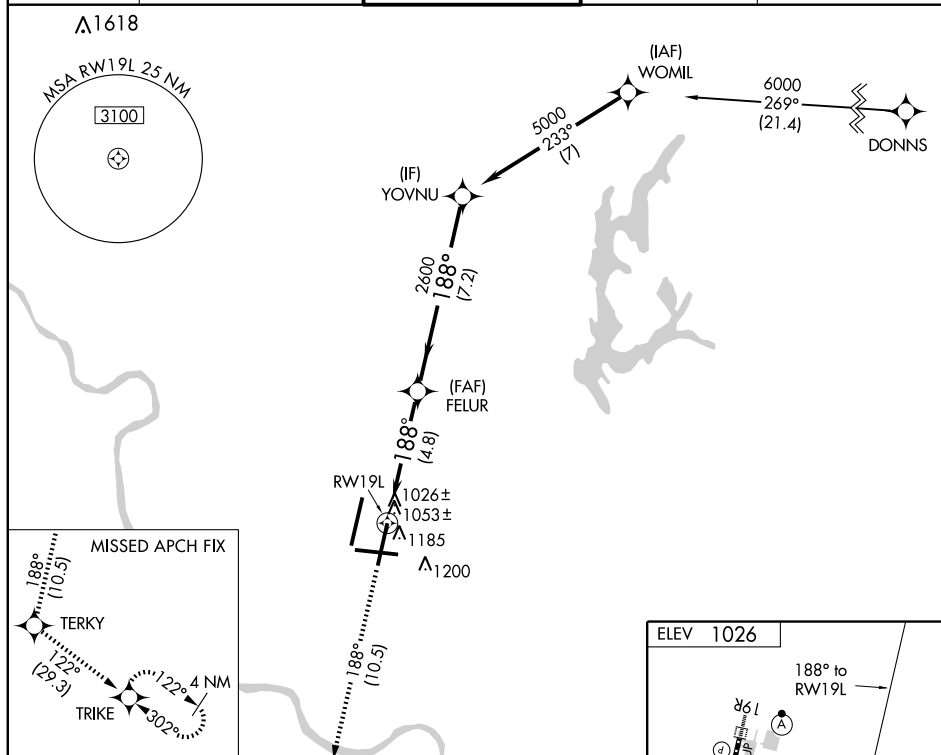 1618
MSA RW19L 25 NM
3100
(IAF)
WOMIL
6000
269°
(21.4)
DONNS
5000
233°
(7)
(IF)
YOVNU
2600
188°
(7.2)
(FAF)
FELUR
188°
(4.8)
RW19L
1026±
1053±
1185
1200
188°
(10.5)
MISSED APCH FIX
188°
(10.5)
TERKY
122°
(29.3)
TRIKE
122°
4 NM
302°
ELEV 1026
188° to
RW19L
19R
A
P